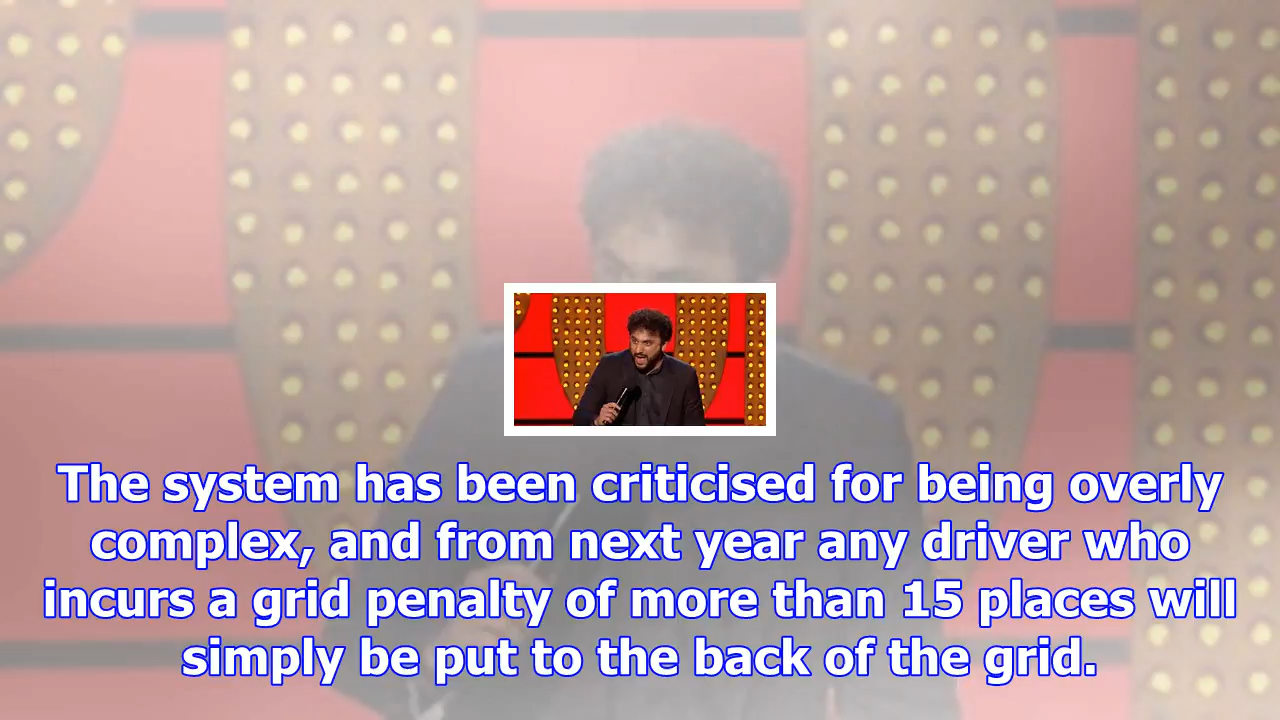 The system has been criticised for being overly
complex, and from next year any driver who
incurs a grid penalty of more than 15 places will
simply be put to the back of the grid.